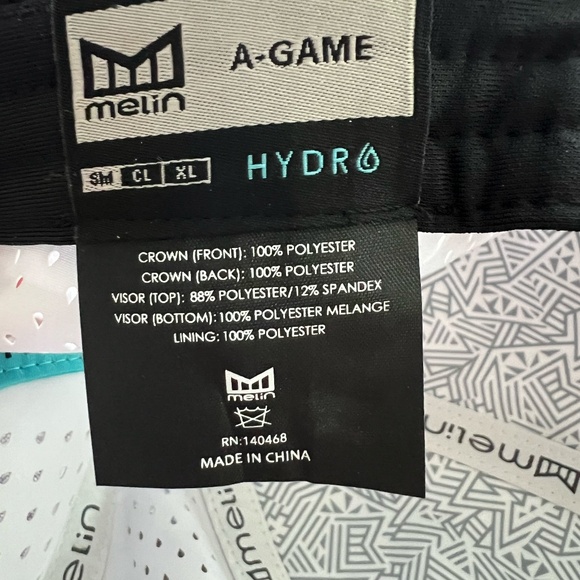 A-GAME
melin
SM CL XL HYDRO
CROWN (FRONT): 100% POLYESTER
CROWN (BACK): 100% POLYESTER
VISOR (TOP): 88% POLYESTER/12% SPANDEX
VISOR (BOTTOM): 100% POLYESTER MELANGE
LINING: 100% POLYESTER
melin
RN:140468
MADE IN CHINA
melin
melin
melin